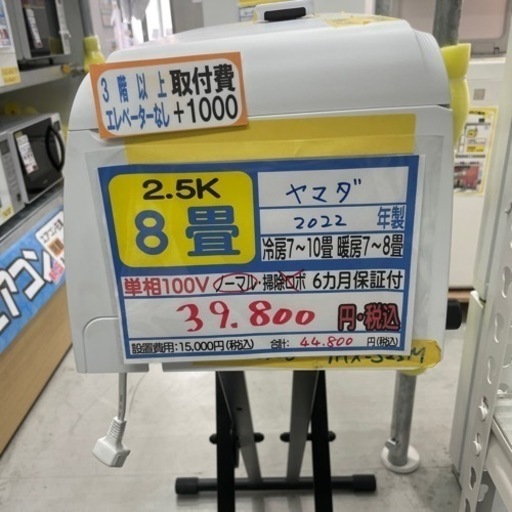 3階以上 取付費
エレベーターなし +1000
2.5K
8畳
ヤマダ
2022 年製
冷房7～10畳 暖房7～8畳
単相100V ノーマル・掃除ロボ 6カ月保証付
39.800 円・税込
設置費用:15,000円(税込) 合計: 44.800 円(税込)
エアコン